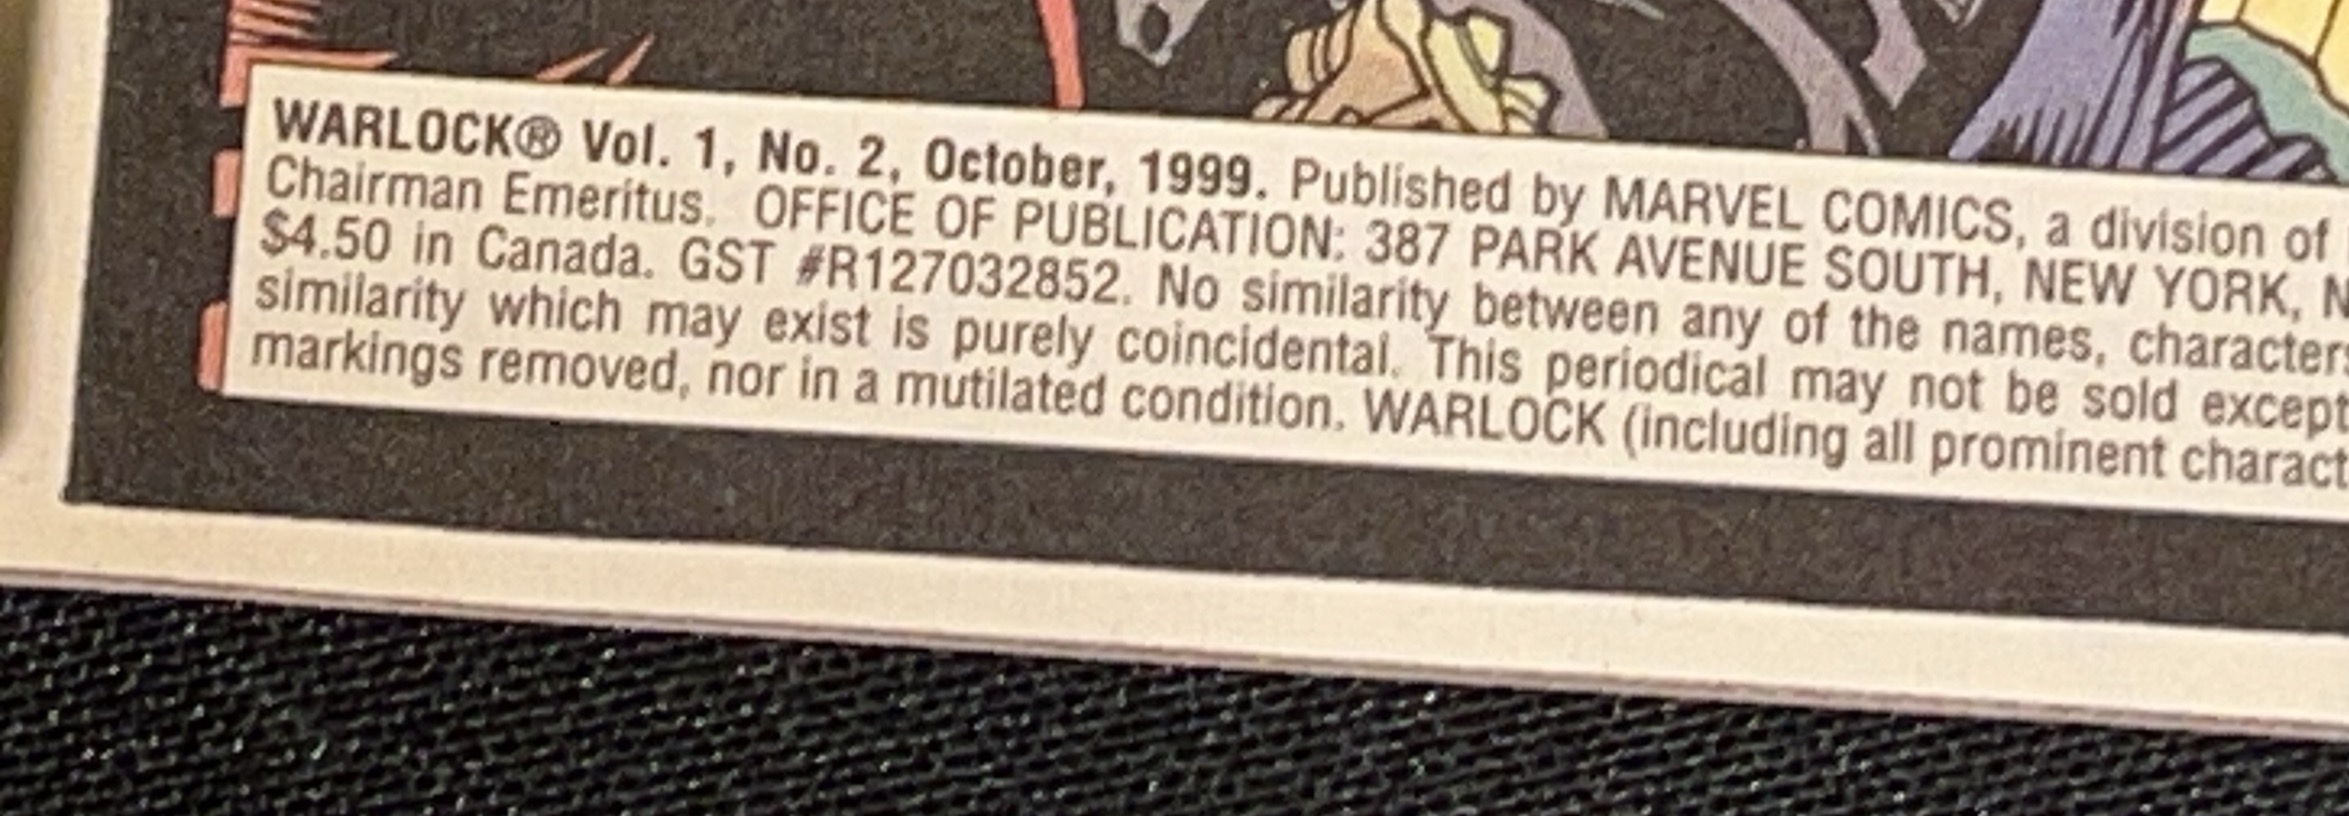 WARLOCK® Vol. 1, No. 2, October, 1999. Published by MARVEL COMICS, a division of
Chairman Emeritus. OFFICE OF PUBLICATION: 387 PARK AVENUE SOUTH, NEW YORK, N
$4.50 in Canada. GST #R127032852. No similarity between any of the names, characters
similarity which may exist is purely coincidental. This periodical may not be sold except
markings removed, nor in a mutilated condition. WARLOCK (including all prominent charact